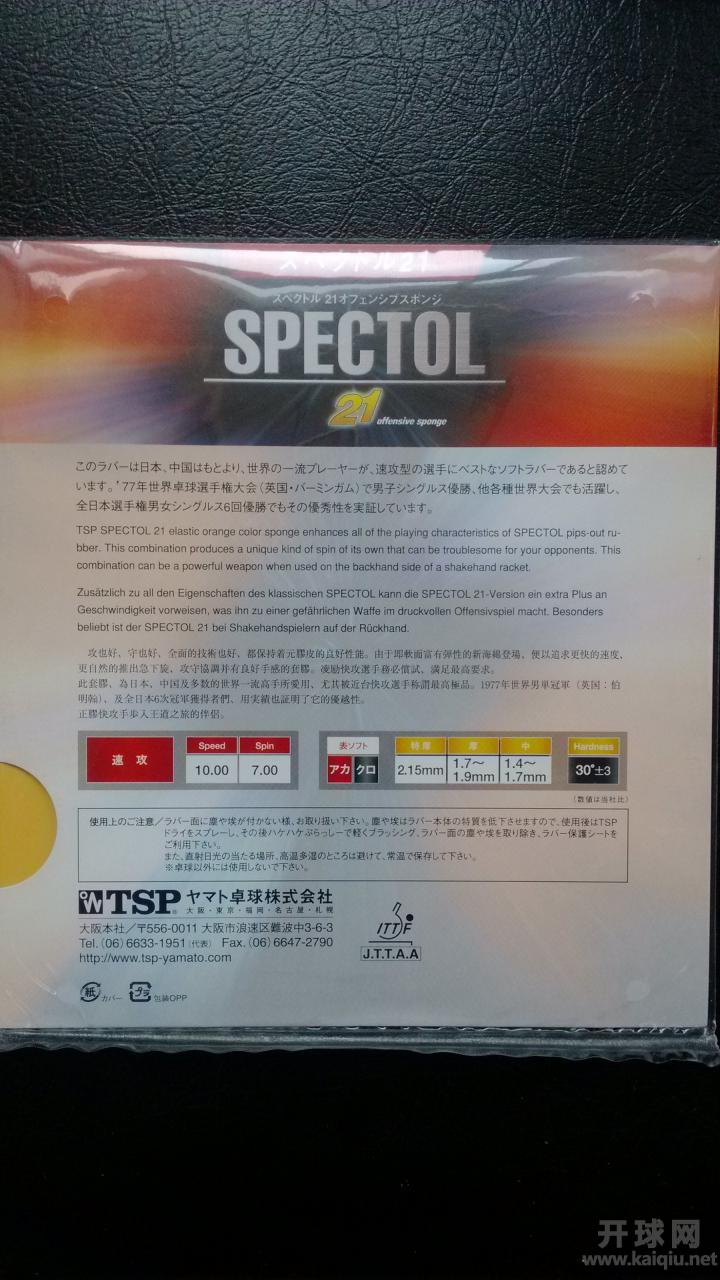 スペクトル21
スペクトル 21オフェンシブスポンジ
SPECTOL
21 offensive sponge
このラバーは日本、中国はもとより、世界の一流プレーヤーが、速攻型の選手にベストなソフトラバーであると認めて
います。'77年世界卓球選手権大会（英国・バーミンガム）で男子シングルス優勝、他各種世界大会でも活躍し、
全日本選手権男女シングルス6回優勝でもその優秀性を実証しています。
TSP SPECTOL 21 elastic orange color sponge enhances all of the playing characteristics of SPECTOL pips-out ru-
bber. This combination produces a unique kind of spin of its own that can be troublesome for your opponents. This
combination can be a powerful weapon when used on the backhand side of a shakehand racket.
Zusätzlich zu all den Eigenschaften des klassischen SPECTOL kann die SPECTOL 21-Version ein extra Plus an
Geschwindigkeit vorweisen, was ihn zu einer gefährlichen Waffe im druckvollen Offensivspiel macht. Besonders
beliebt ist der SPECTOL 21 bei Shakehandspielern auf der Rückhand.
攻也好、守也好、全面的技術也好、都保持着元膠皮的良好性能。由于即軟面富有弾性的新海綿登場、便以追求更快的速度、
更自然的推出急下旋，攻守協調并有良好手感的套膠。凌励快攻選手務必償試，満足最高要求。
此套膠、為日本、中国及多数的世界一流高手所愛用、尤其被近台快攻選手称謂最高極品。1977年世界男単冠軍（英国：伯
明翰）、及全日本6次冠軍獲得者們、用実績也証明了它的優越性。
正膠快攻手歩入王道之旅的伴侶。
速 攻
Speed Spin
10.00 7.00
表ソフト 特厚 厚 中 Hardness
アカ クロ 2.15mm 1.7〜1.9mm 1.4〜1.7mm 30°±3
（数値は当社比）
使用上のご注意／ラバー面に塵や埃が付かない様、お取り扱い下さい。塵や埃はラバー本体の特質を低下させますので、使用後はTSP
ドライをスプレーし、その後ハケハケぶらっしーで軽くブラッシング、ラバー面の塵や埃を取り除き、ラバー保護シートを
ご利用下さい。
また、直射日光の当たる場所、高温多湿のところは避けて、常温で保存して下さい。
※卓球以外には使用しないで下さい。
TSP® ヤマト卓球株式会社
大阪・東京・福岡・名古屋・札幌
大阪本社／〒556-0011 大阪市浪速区難波中3-6-3
Tel.(06)6633-1951(代表) Fax.(06)6647-2790
http://www.tsp-yamato.com
ITTF
J.T.T.A.A
紙 カバー プラ 包装OPP
开球网
www.kaiqiu.net